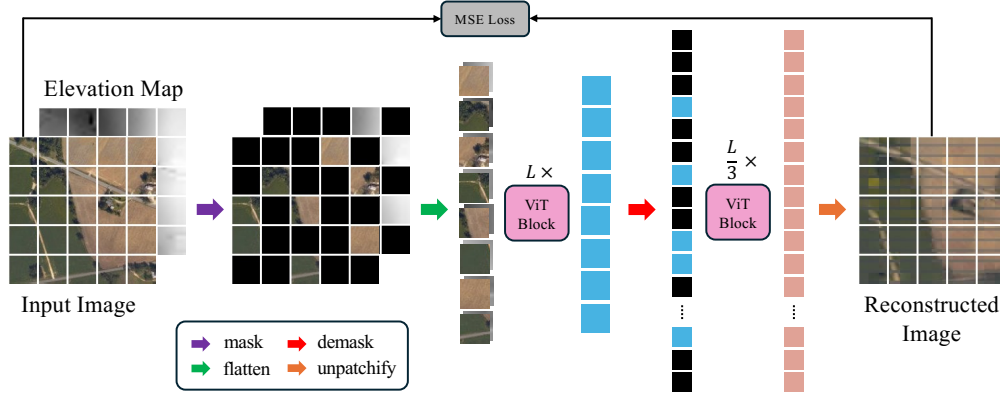 MSE Loss
Elevation Map
L ×
ViT
Block
L/3 ×
ViT
Block
Input Image
Reconstructed
Image
mask
demask
flatten
unpatchify